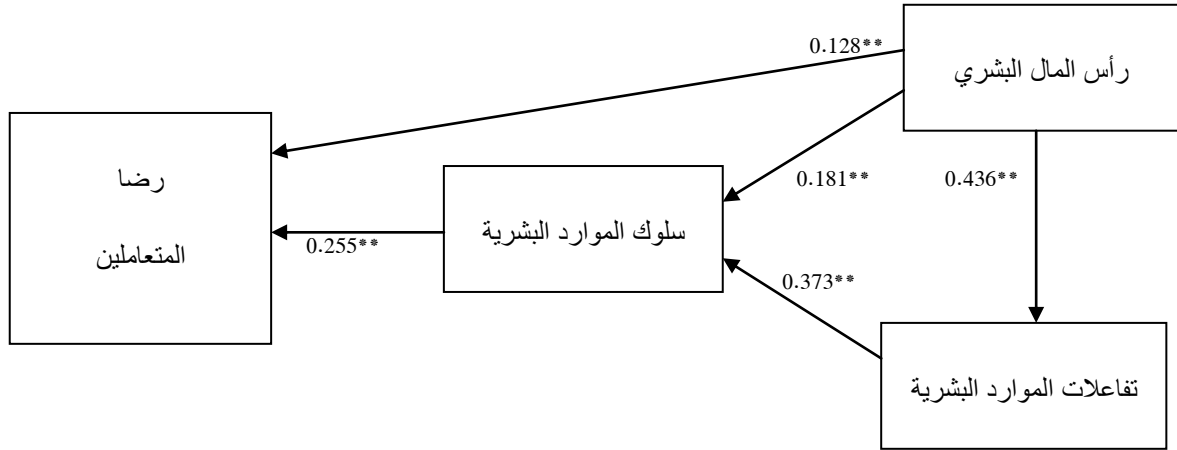 0.128**
رأس المال البشري
رضا
المتعاملين
0.181**
0.436**
سلوك الموارد البشرية
0.255**
0.373**
تفاعلات الموارد البشرية